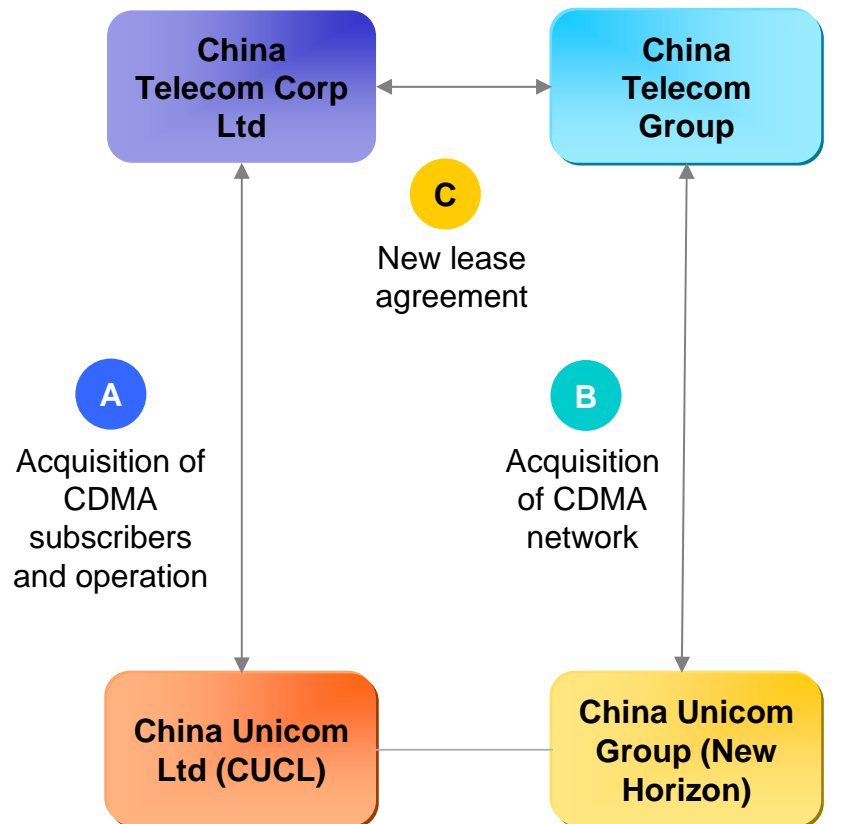 China
Telecom Corp
Ltd
China
Telecom
Group
C
New lease
agreement
A
Acquisition of
CDMA
subscribers
and operation
B
Acquisition
of CDMA
network
China Unicom
Ltd (CUCL)
China Unicom
Group (New
Horizon)